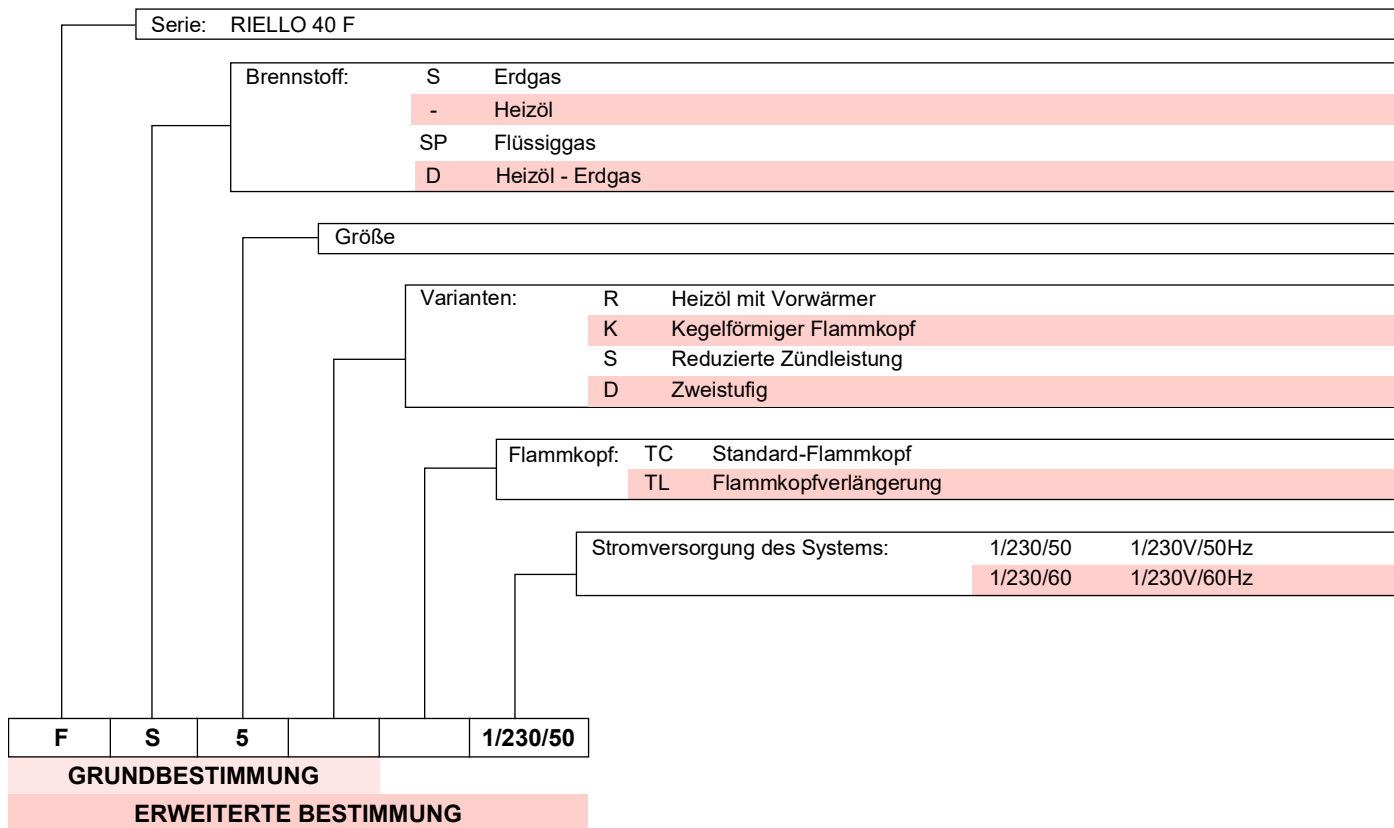 Serie: RIELLO 40 F
Brennstoff: S Erdgas
- Heizöl
SP Flüssiggas
D Heizöl - Erdgas
Größe
Varianten: R Heizöl mit Vorwärmer
K Kegelförmiger Flammkopf
S Reduzierte Zündleistung
D Zweistufig
Flammkopf: TC Standard-Flammkopf
TL Flammkopfverlängerung
Stromversorgung des Systems: 1/230/50 1/230V/50Hz
1/230/60 1/230V/60Hz
F S 5 1/230/50
GRUNDBESTIMMUNG
ERWEITERTE BESTIMMUNG